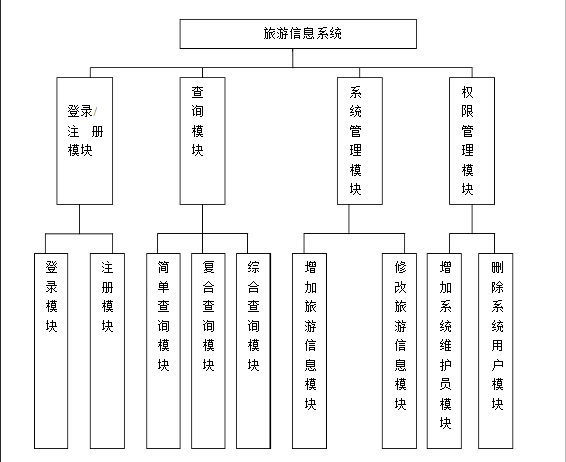 旅游信息系统
登录/
注 册
模块
查询模块
系统管理模块
权限管理模块
登录模块
注册模块
简单查询模块
复合查询模块
综合查询模块
增加旅游信息模块
修改旅游信息模块
增加系统维护员模块
删除系统用户模块